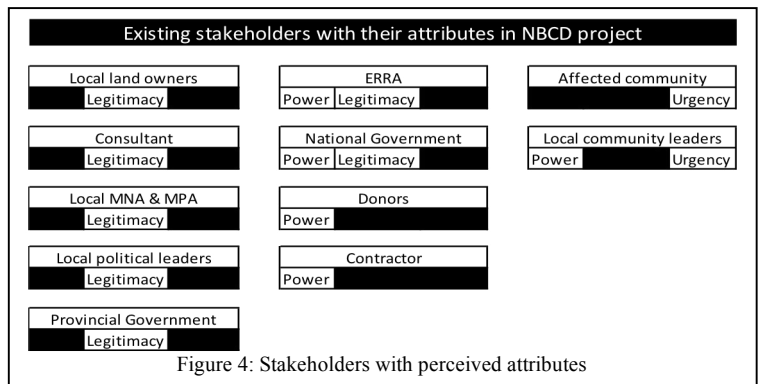 Existing stakeholders with their attributes in NBCD project
Local land owners
Legitimacy
Consultant
Legitimacy
Local MNA & MPA
Legitimacy
Local political leaders
Legitimacy
Provincial Government
Legitimacy
ERRA
Power Legitimacy
National Government
Power Legitimacy
Donors
Power
Contractor
Power
Affected community
Urgency
Local community leaders
Power Urgency
Figure 4: Stakeholders with perceived attributes